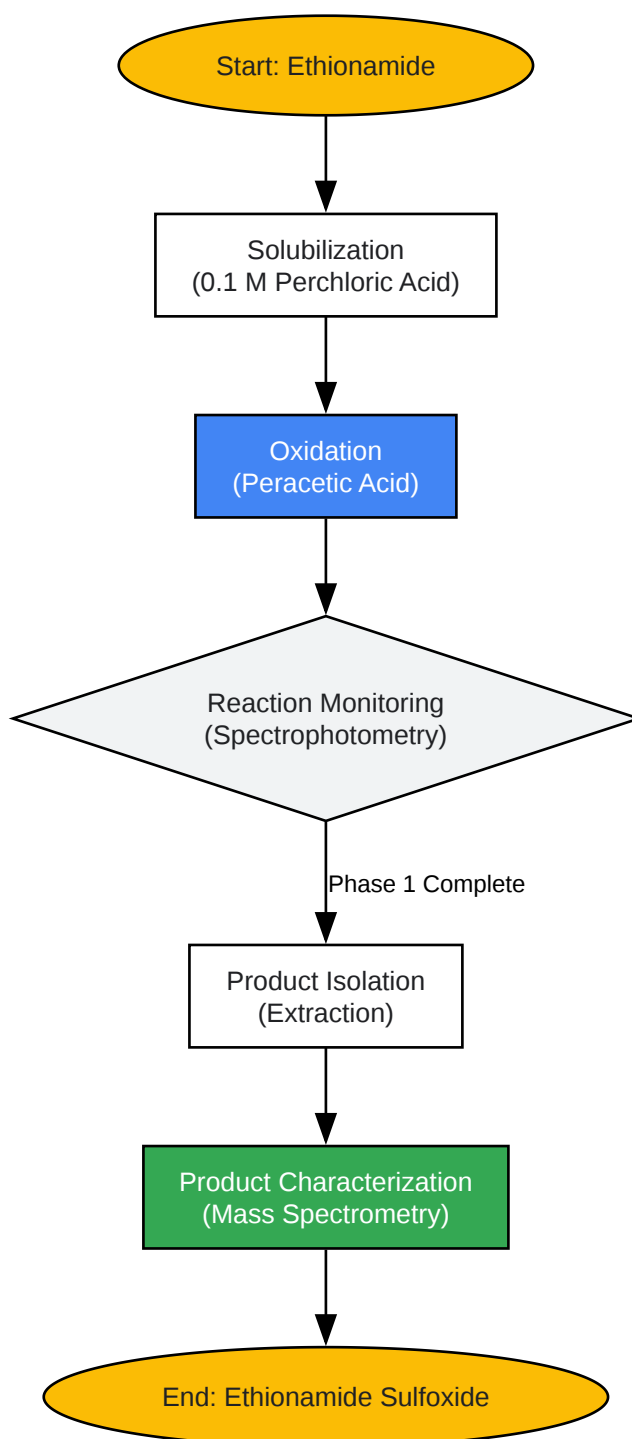 Start: Ethionamide
Solubilization
(0.1 M Perchloric Acid)
Oxidation
(Peracetic Acid)
Reaction Monitoring
(Spectrophotometry)
Phase 1 Complete
Product Isolation
(Extraction)
Product Characterization
(Mass Spectrometry)
End: Ethionamide Sulfoxide